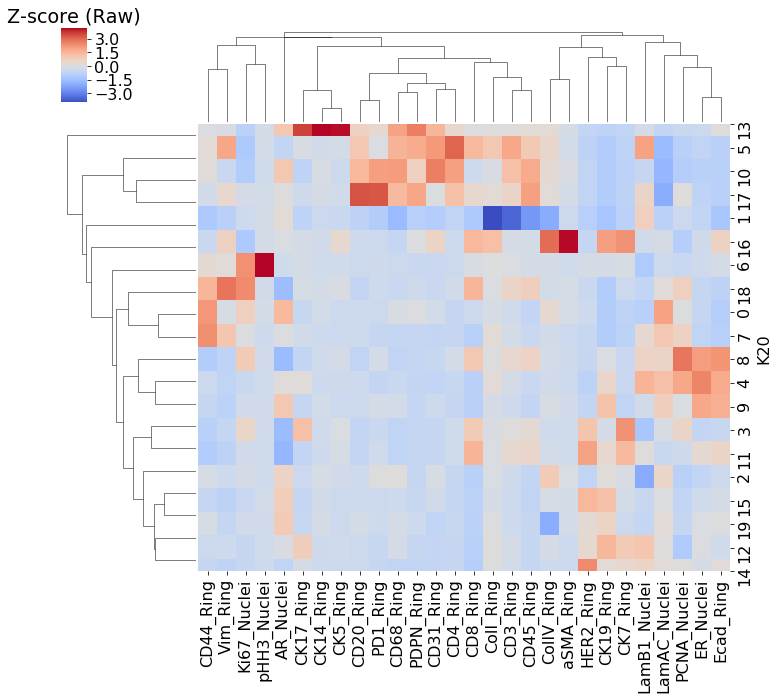 Z-score (Raw)
3.0
1.5
0.0
−1.5
−3.0
13
5
10
17
1
16
6
18
0
7
8
4
9
3
11
2
15
19
12
14
K20
CD44_Ring
Vim_Ring
Ki67_Nuclei
pHH3_Nuclei
AR_Nuclei
CK17_Ring
CK14_Ring
CK5_Ring
CD20_Ring
PD1_Ring
CD68_Ring
PDPN_Ring
CD31_Ring
CD4_Ring
CD8_Ring
ColI_Ring
CD3_Ring
CD45_Ring
ColIV_Ring
aSMA_Ring
HER2_Ring
CK19_Ring
CK7_Ring
LamB1_Nuclei
LamAC_Nuclei
PCNA_Nuclei
ER_Nuclei
Ecad_Ring